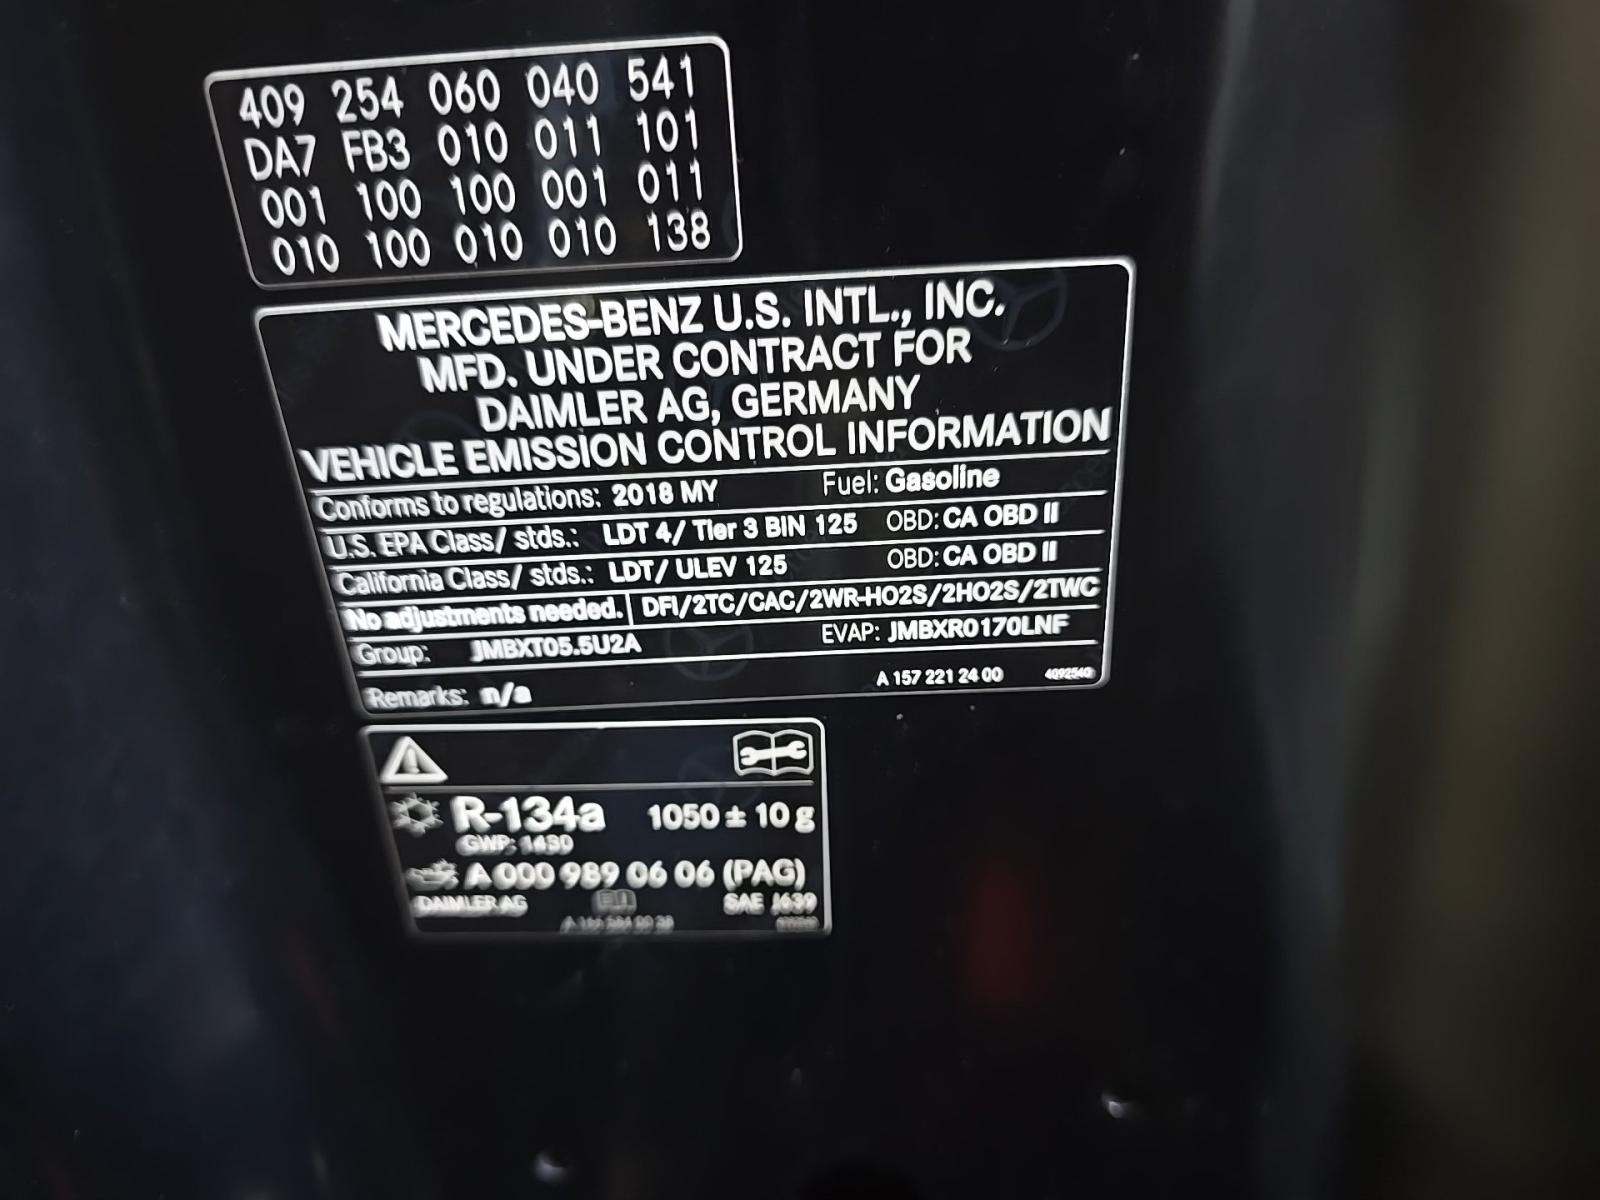 409 254 060 040 541
DA7 FB3 010 011 101
001 100 100 001 011
010 100 010 010 138
MERCEDES-BENZ U.S. INTL., INC.
MFD. UNDER CONTRACT FOR
DAIMLER AG, GERMANY
VEHICLE EMISSION CONTROL INFORMATION
Conforms to regulations: 2018 MY Fuel: Gasoline
U.S. EPA Class/ stds.: LDT 4/ Tier 3 BIN 125 OBD: CA OBD II
California Class/ stds.: LDT/ ULEV 125 OBD: CA OBD II
No adjustments needed. DFI/2TC/CAC/2WR-HO2S/2HO2S/2TWC
Group: JMBXT05.5U2A EVAP: JMBXR0170LNF
Remarks: n/a A 157 221 24 00 4092540
R-134a 1050 ± 10 g
GWP: 1430
A 000 989 06 06 (PAG)
DAIMLER AG SAE J639